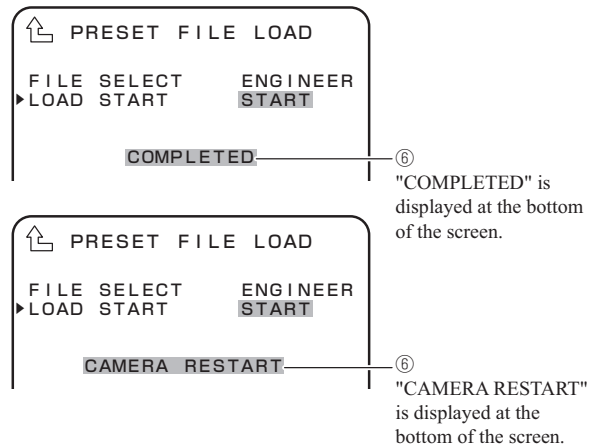 PRESET FILE LOAD
FILE SELECT ENGINEER
LOAD START START
COMPLETED
⑥
"COMPLETED" is
displayed at the bottom
of the screen.
PRESET FILE LOAD
FILE SELECT ENGINEER
LOAD START START
CAMERA RESTART
⑥
"CAMERA RESTART"
is displayed at the
bottom of the screen.